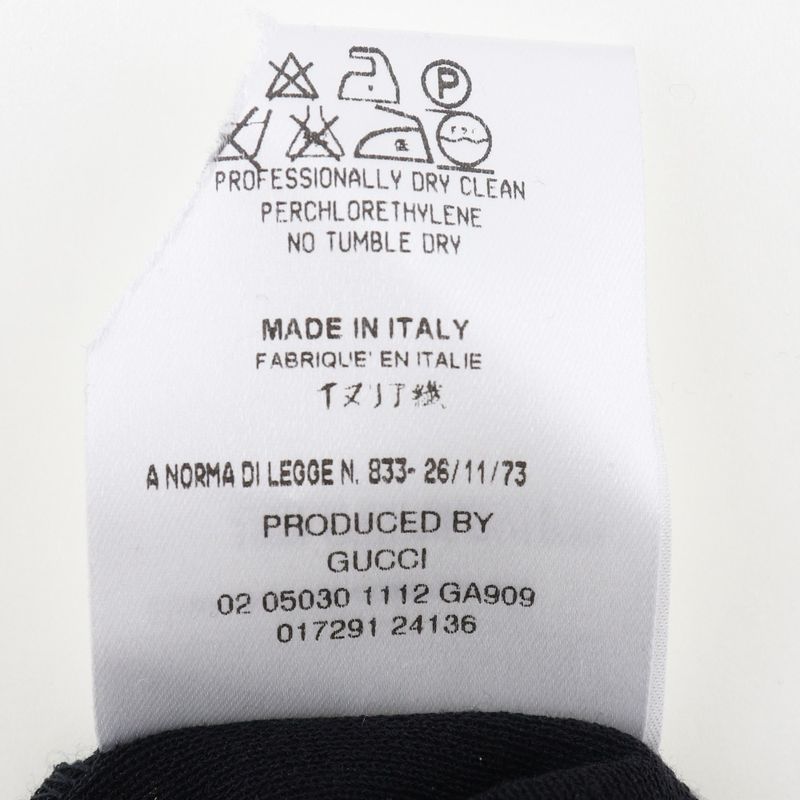 P
PROFESSIONALLY DRY CLEAN
PERCHLORETHYLENE
NO TUMBLE DRY
MADE IN ITALY
FABRIQUE' EN ITALIE
A NORMA DI LEGGE N. 833- 26/11/73
PRODUCED BY
GUCCI
02 05030 1112 GA909
017291 24136